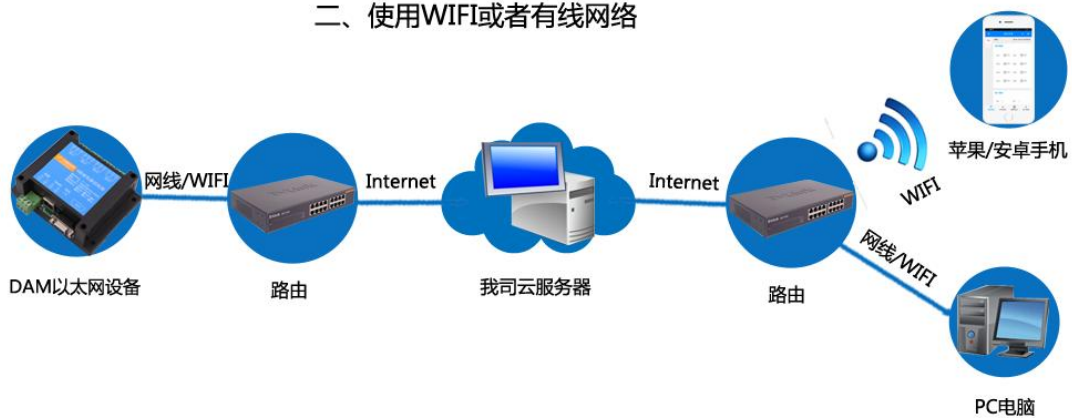 二、使用WIFI或者有线网络
网线/WIFI
Internet
Internet
WIFI
网线/WIFI
DAM以太网设备
路由
我司云服务器
路由
苹果/安卓手机
PC电脑